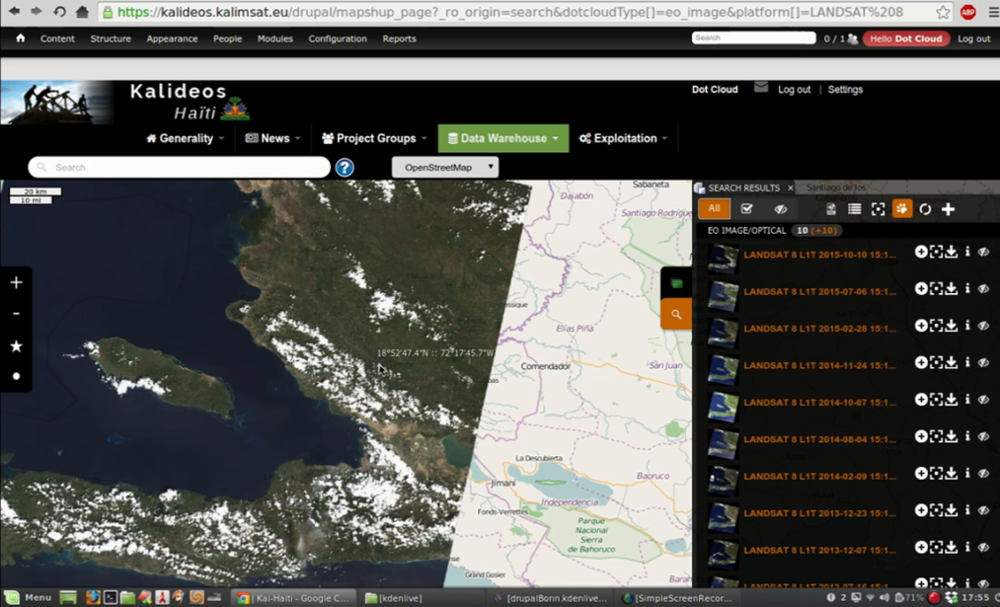 https://kalideos.kalimsat.eu/drupal/mapshup_page?_ro_origin=search&dotcloudType[]=eo_image&platform[]=LANDSAT%208
ABP
Content Structure Appearance People Modules Configuration Reports
Search
0 / 1
Hello Dot Cloud
Log out
Kalideos
Haïti
Dot Cloud Log out | Settings
Generality News Project Groups Data Warehouse Exploitation
Search
?
OpenStreetMap
20 km
10 mi
18°52'47.4"N :: 72°17'45.7"W
Sabaneta
Dajabón
Santiago Rodrígue
Elías Piña
Comendador
San Juan
La Descubierta
Jimaní
Baoruco
Independencia
Fonds-Verrettes
Parque
Nacional
Sierra
de Bahoruco
Grand Gosier
Barah
SEARCH RESULTS x
Santiago de los
All
EO IMAGE/OPTICAL 10 (+10)
LANDSAT 8 L1T 2015-10-10 15:1...
LANDSAT 8 L1T 2015-07-06 15:1...
LANDSAT 8 L1T 2015-02-28 15:1...
LANDSAT 8 L1T 2014-11-24 15:1...
LANDSAT 8 L1T 2014-10-07 15:1...
LANDSAT 8 L1T 2014-08-04 15:1...
LANDSAT 8 L1T 2014-02-09 15:1...
LANDSAT 8 L1T 2013-12-23 15:1...
LANDSAT 8 L1T 2013-12-07 15:1...
Menu
Kal-Haïti - Google C...
[kdenlive]
[drupalBonn.kdenlive...
[SimpleScreenRecor...
2
71%
17:55